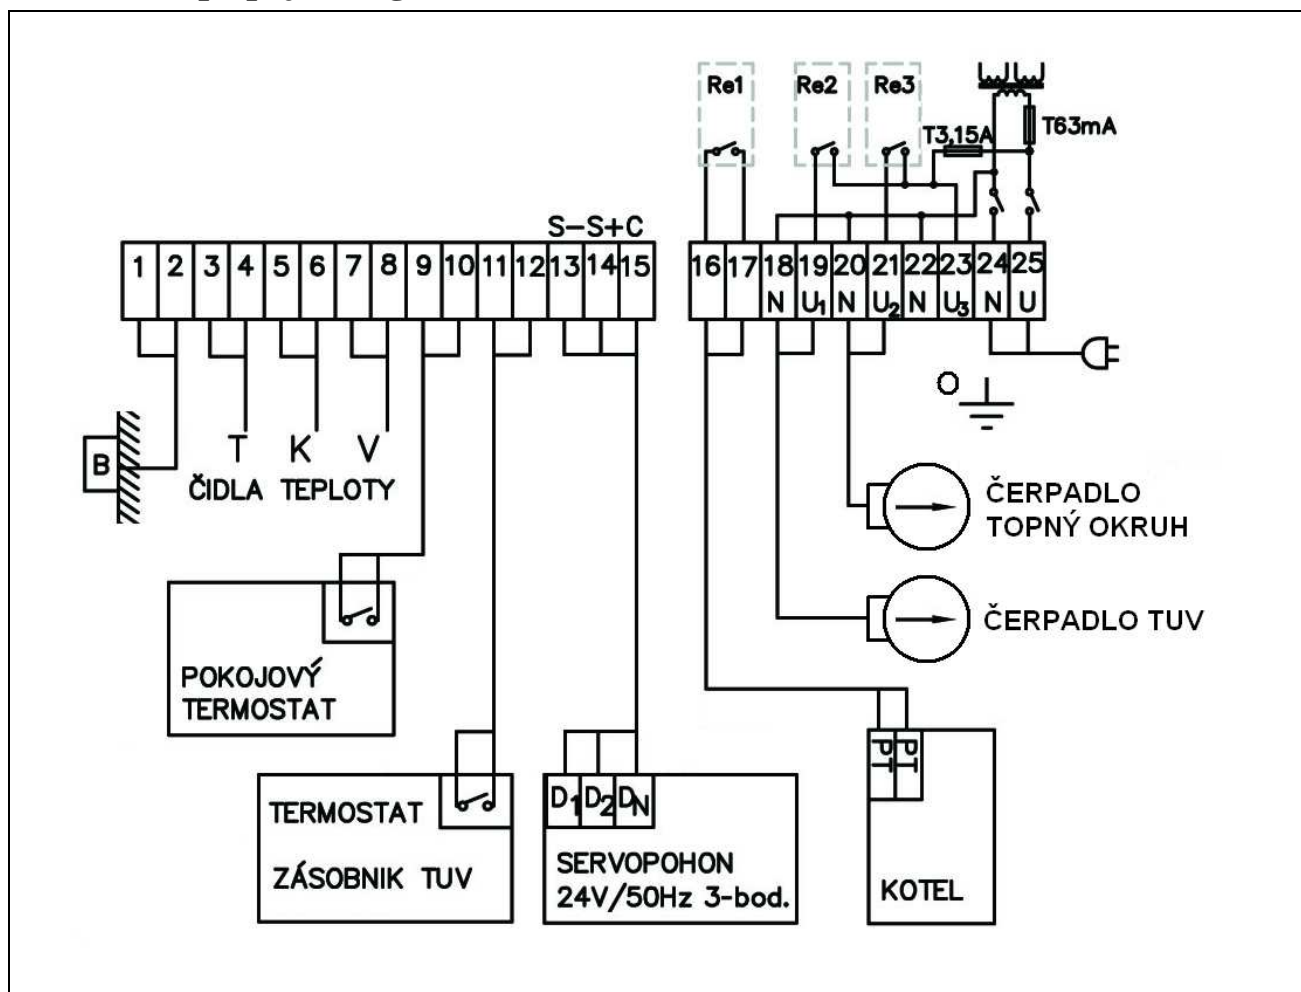 Re1 Re2 Re3
T3,15A T63mA
S-S+C
1 2 3 4 5 6 7 8 9 10 11 12 13 14 15
16 17 18 19 20 21 22 23 24 25
N U1 N U2 N U3 N U
B
T K V
ČIDLA TEPLOTY
O
ČERPADLO
TOPNÝ OKRUH
ČERPADLO TUV
POKOJOVÝ
TERMOSTAT
TERMOSTAT
ZÁSOBNIK TUV
D1 D2 DN
SERVOPOHON
24V/50Hz 3-bod.
PT PT
KOTEL